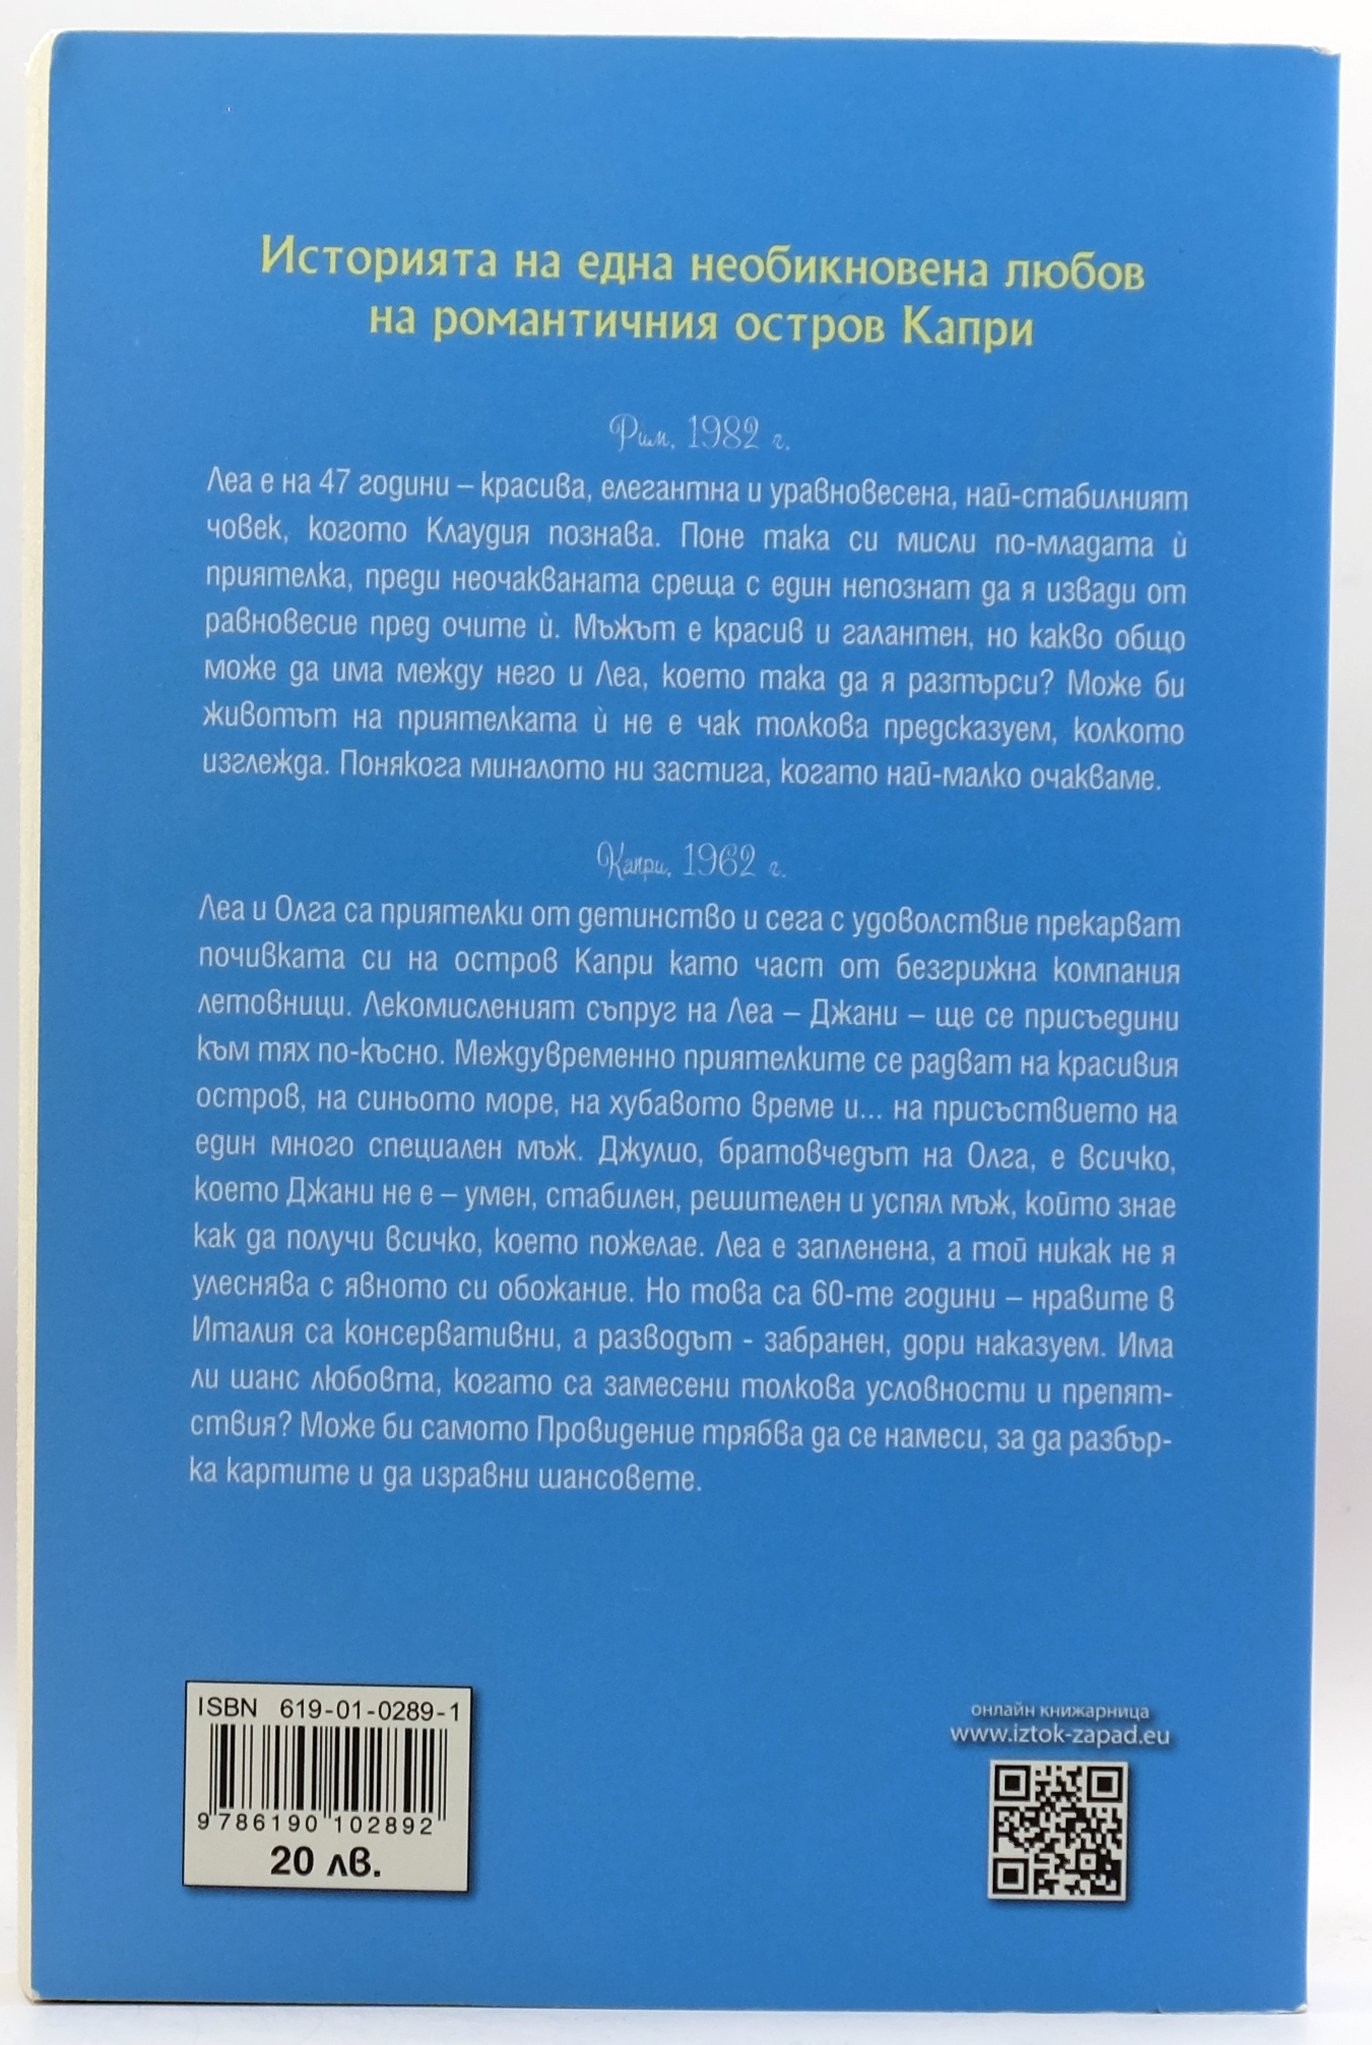 Историята на една необикновена любов
на романтичния остров Капри
Рим, 1982 г.
Леа е на 47 години – красива, елегантна и уравновесена, най-стабилният
човек, когото Клаудия познава. Поне така си мисли по-младата ѝ
приятелка, преди неочакваната среща с един непознат да я извади от
равновесие пред очите ѝ. Мъжът е красив и галантен, но какво общо
може да има между него и Леа, което така да я разтърси? Може би
животът на приятелката ѝ не е чак толкова предсказуем, колкото
изглежда. Понякога миналото ни застига, когато най-малко очакваме.
Капри, 1962 г.
Леа и Олга са приятелки от детинство и сега с удоволствие прекарват
почивката си на остров Капри като част от безгрижна компания
летовници. Лекомисленият съпруг на Леа – Джани – ще се присъедини
към тях по-късно. Междувременно приятелките се радват на красивия
остров, на синьото море, на хубавото време и... на присъствието на
един много специален мъж. Джулио, братовчедът на Олга, е всичко,
което Джани не е – умен, стабилен, решителен и успял мъж, който знае
как да получи всичко, което пожелае. Леа е запленена, а той никак не я
улеснява с явното си обожание. Но това са 60-те години – нравите в
Италия са консервативни, а разводът - забранен, дори наказуем. Има
ли шанс любовта, когато са замесени толкова условности и препят-
ствия? Може би самото Провидение трябва да се намеси, за да разбър-
ка картите и да изравни шансовете.
ISBN 619-01-0289-1
9 786190 102892
20 лв.
онлайн книжарница
www.iztok-zapad.eu